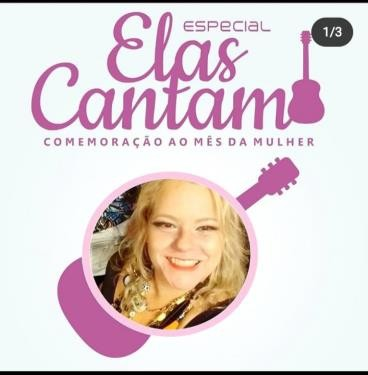 1/3
ESPECIAL
Elas
Cantam
COMEMORAÇÃO AO MÊS DA MULHER